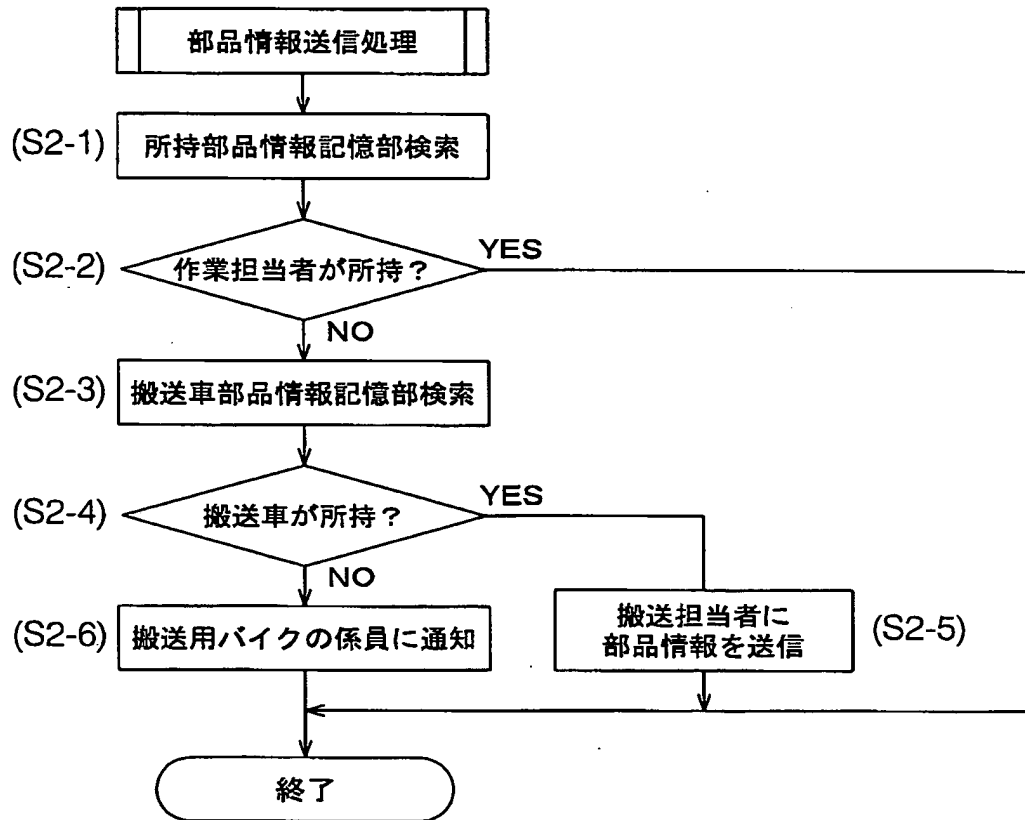 部品情報送信処理
(S2-1) 所持部品情報記憶部検索
(S2-2) 作業担当者が所持？ YES
NO
(S2-3) 搬送車部品情報記憶部検索
(S2-4) 搬送車が所持？ YES
NO
(S2-6) 搬送用バイクの係員に通知
搬送担当者に
部品情報を送信
(S2-5)
終了